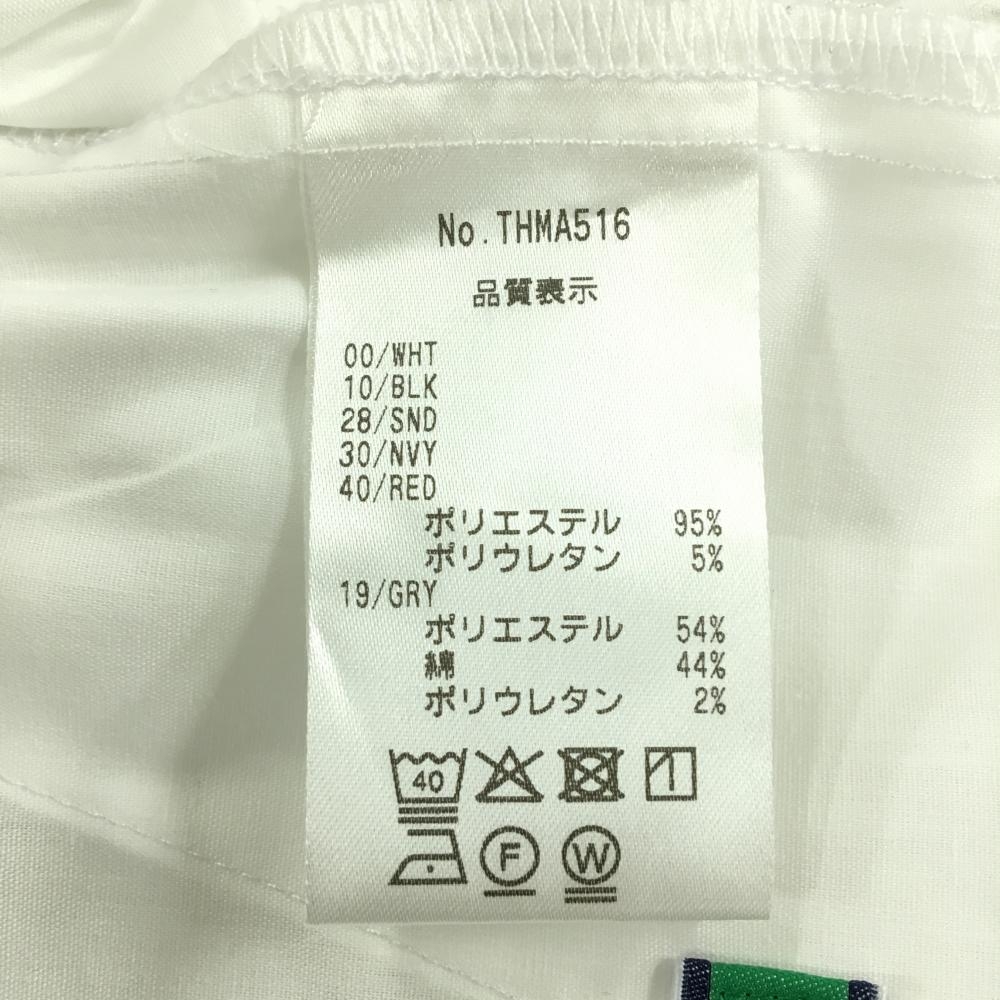 No.THMA516
品質表示
00/WHT
10/BLK
28/SND
30/NVY
40/RED
ポリエステル 95%
ポリウレタン 5%
19/GRY
ポリエステル 54%
綿 44%
ポリウレタン 2%
40
F W